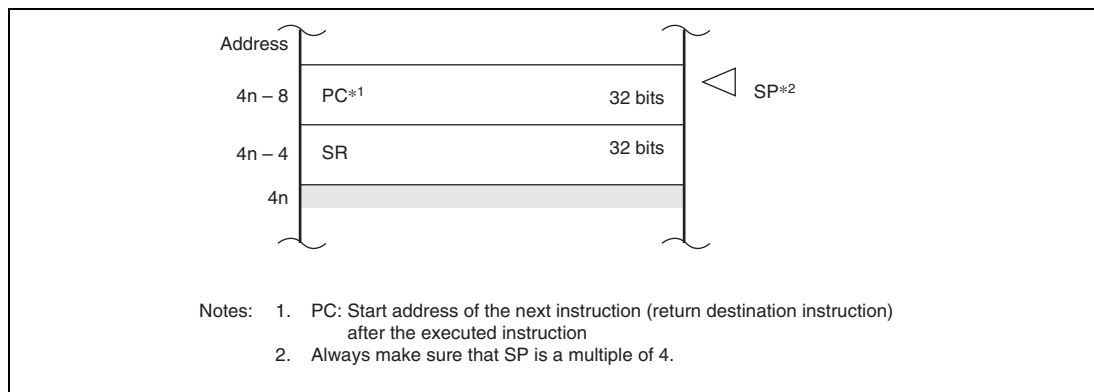 Address
4n – 8 PC*1 32 bits SP*2
4n – 4 SR 32 bits
4n
Notes: 1. PC: Start address of the next instruction (return destination instruction)
after the executed instruction
2. Always make sure that SP is a multiple of 4.